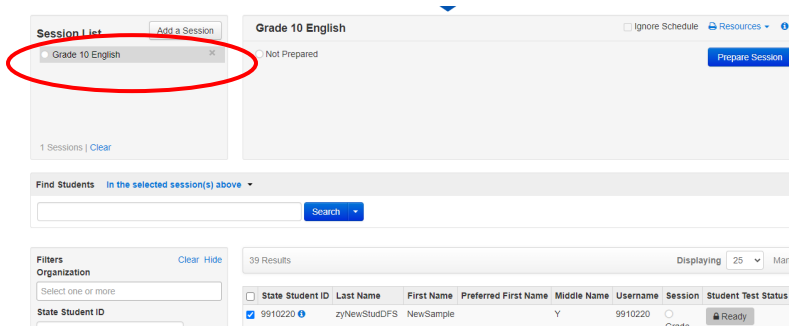 Session List
Add a Session
Grade 10 English
1 Sessions | Clear
Grade 10 English
Ignore Schedule Resources
Not Prepared
Prepare Session
Find Students In the selected session(s) above
Search
Filters Clear Hide
Organization
Select one or more
State Student ID
39 Results Displaying 25
State Student ID Last Name First Name Preferred First Name Middle Name Username Session Student Test Status
9910220 zyNewStudDFS NewSample Y 9910220 Ready